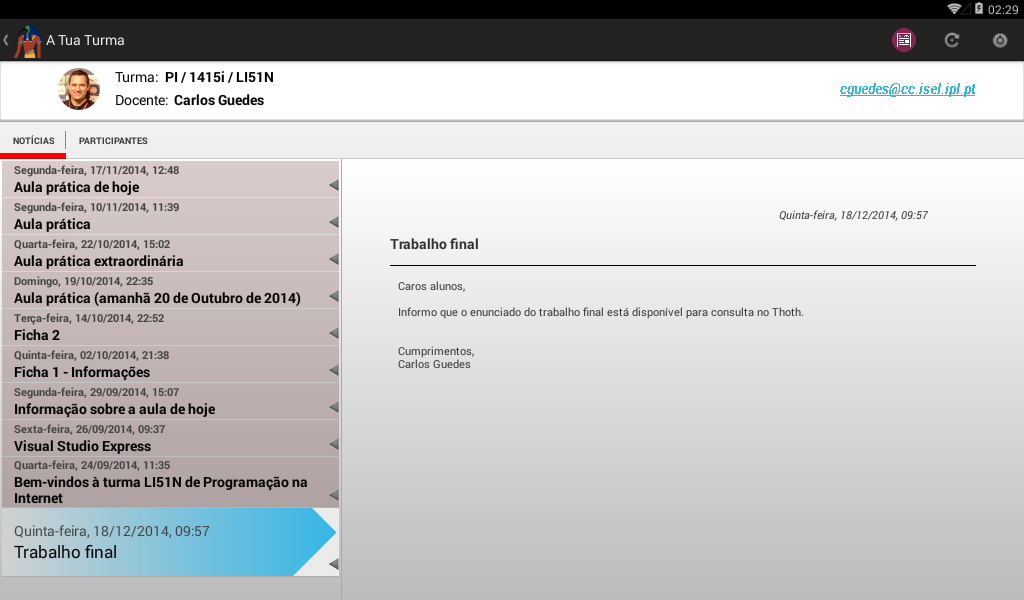 02:29
A Tua Turma
Turma: PI / 1415i / LI51N
Docente: Carlos Guedes
cguedes@cc.isel.ipl.pt
NOTÍCIAS
PARTICIPANTES
Segunda-feira, 17/11/2014, 12:48
Aula prática de hoje
Segunda-feira, 10/11/2014, 11:39
Aula prática
Quarta-feira, 22/10/2014, 15:02
Aula prática extraordinária
Domingo, 19/10/2014, 22:35
Aula prática (amanhã 20 de Outubro de 2014)
Terça-feira, 14/10/2014, 22:52
Ficha 2
Quinta-feira, 02/10/2014, 21:38
Ficha 1 - Informações
Segunda-feira, 29/09/2014, 15:07
Informação sobre a aula de hoje
Sexta-feira, 26/09/2014, 09:37
Visual Studio Express
Quarta-feira, 24/09/2014, 11:35
Bem-vindos à turma LI51N de Programação na
Internet
Quinta-feira, 18/12/2014, 09:57
Trabalho final
Quinta-feira, 18/12/2014, 09:57
Trabalho final
Caros alunos,
Informo que o enunciado do trabalho final está disponível para consulta no Thoth.
Cumprimentos,
Carlos Guedes